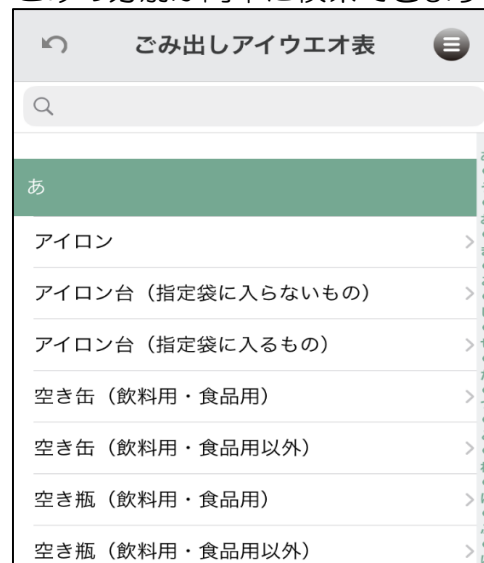 ごみ出しアイウエオ表
あ
アイロン
アイロン台（指定袋に入らないもの）
アイロン台（指定袋に入るもの）
空き缶（飲料用・食品用）
空き缶（飲料用・食品用以外）
空き瓶（飲料用・食品用）
空き瓶（飲料用・食品用以外）